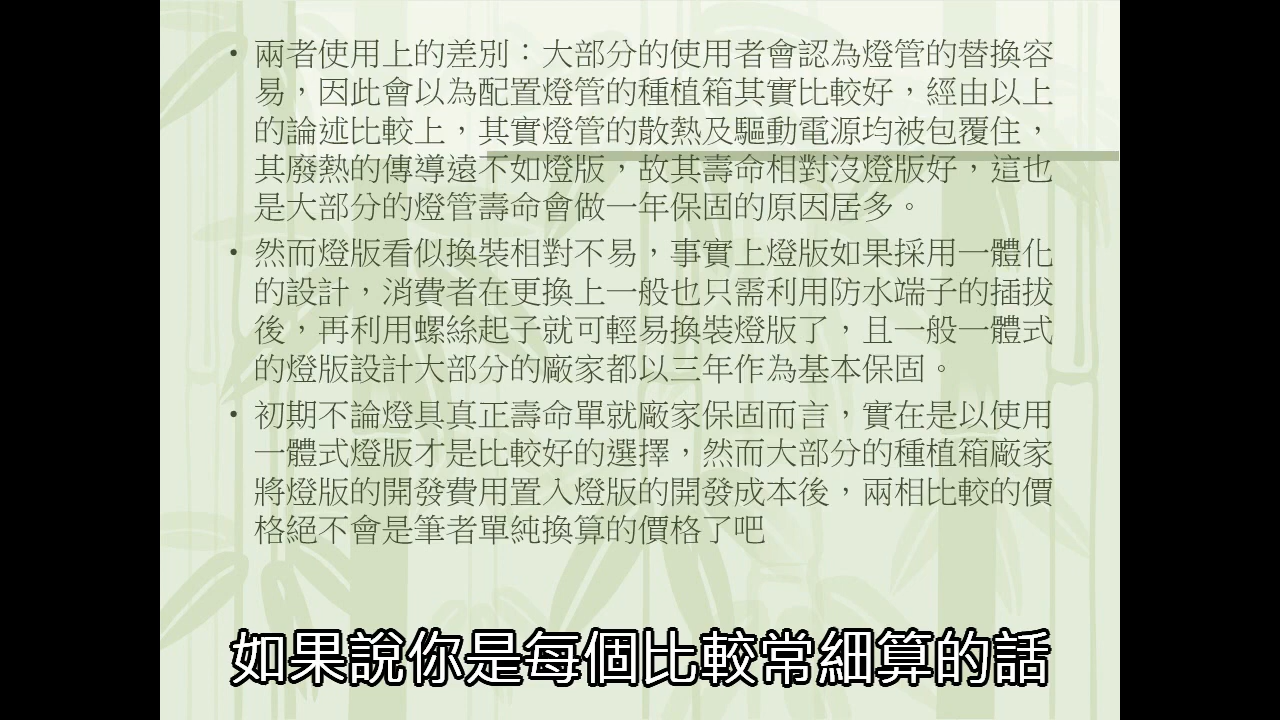 • 兩者使用上的差別：大部分的使用者會認為燈管的替換容
易，因此會以為配置燈管的種植箱其實比較好，經由以上
的論述比較上，其實燈管的散熱及驅動電源均被包覆住，
其廢熱的傳導遠不如燈版，故其壽命相對沒燈版好，這也
是大部分的燈管壽命會做一年保固的原因居多。
• 然而燈版看似換裝相對不易，事實上燈版如果採用一體化
的設計，消費者在更換上一般也只需利用防水端子的插拔
後，再利用螺絲起子就可輕易換裝燈版了，且一般一體式
的燈版設計大部分的廠家都以三年作為基本保固。
• 初期不論燈具真正壽命單就廠家保固而言，實在是以使用
一體式燈版才是比較好的選擇，然而大部分的種植箱廠家
將燈版的開發費用置入燈版的開發成本後，兩相比較的價
格絕不會是筆者單純換算的價格了吧
如果說你是每個比較常細算的話